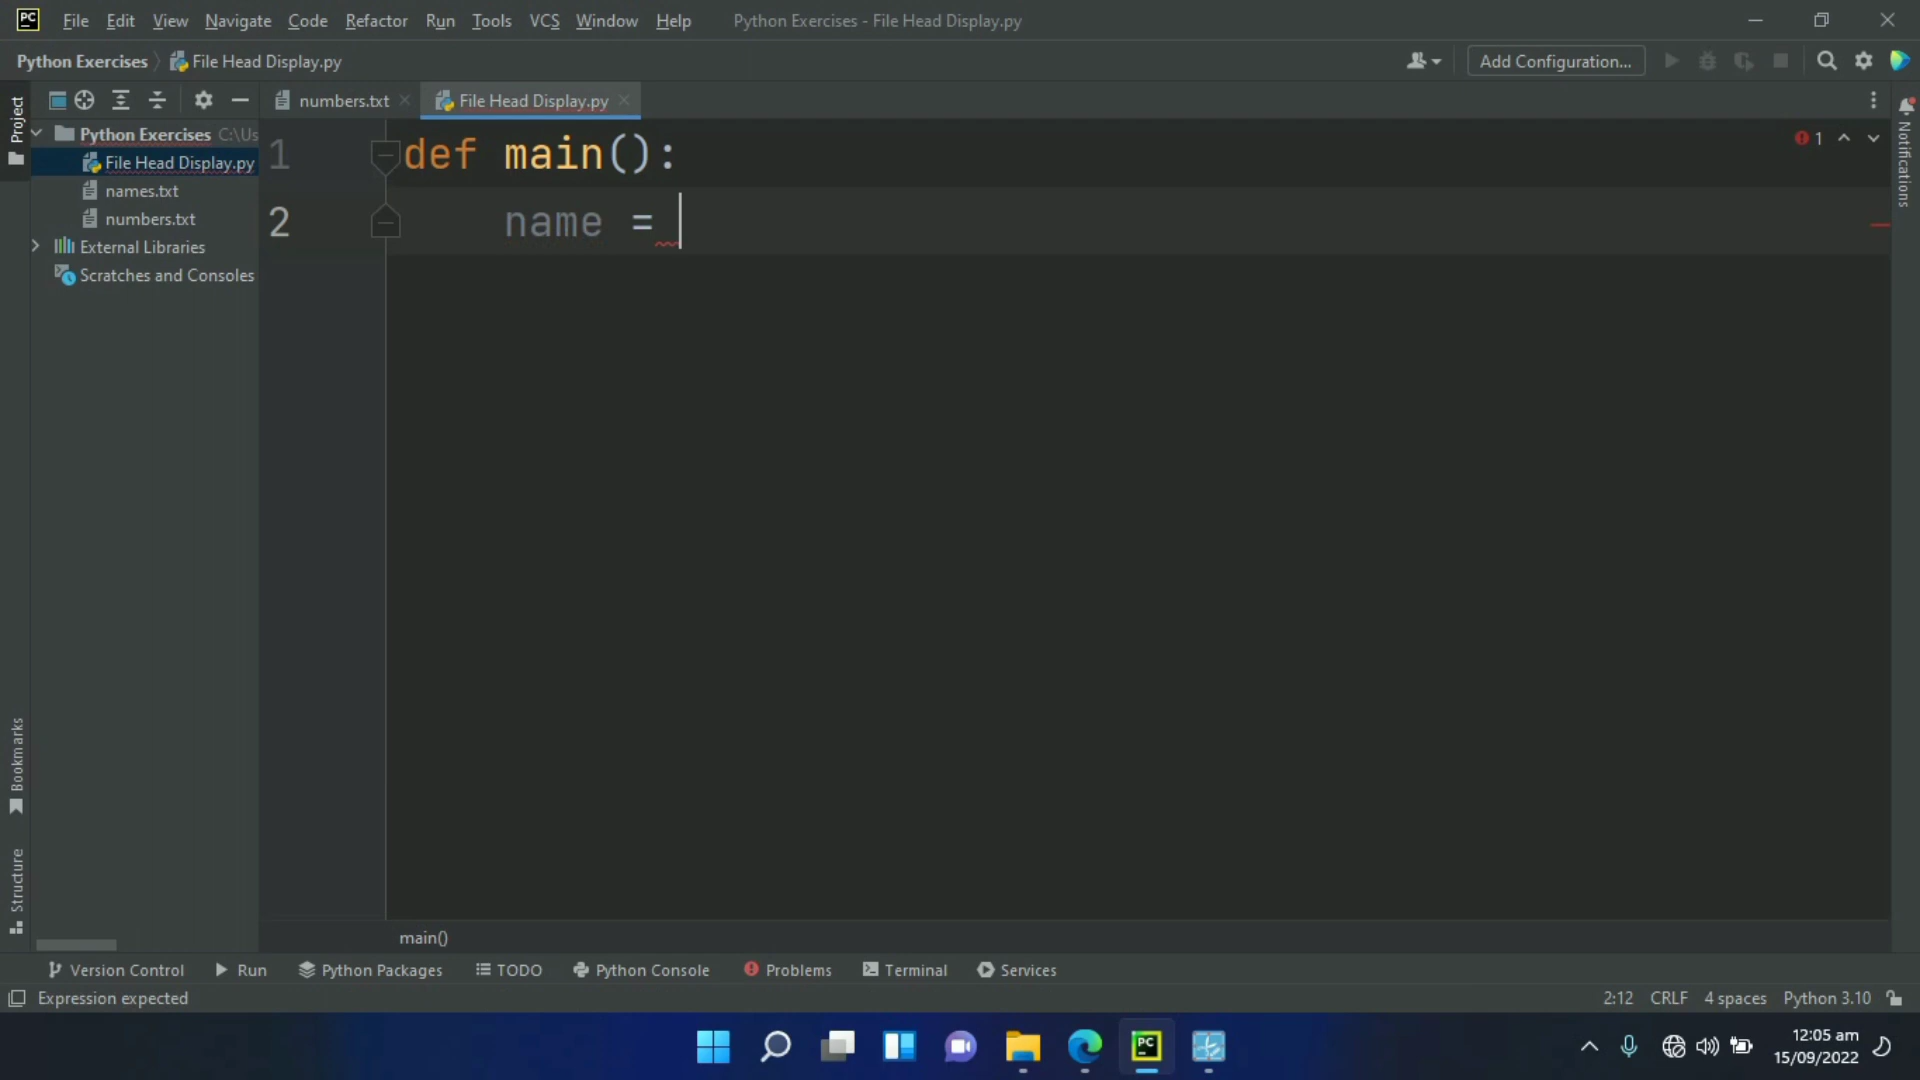 PC File Edit View Navigate Code Refactor Run Tools VCS Window Help Python Exercises - File Head Display.py
Python Exercises File Head Display.py Add Configuration...
Project numbers.txt File Head Display.py
Python Exercises C:\Us
File Head Display.py
names.txt
numbers.txt
External Libraries
Scratches and Consoles
1 def main():
2 name =
1
Notifications
Bookmarks
Structure
main()
Version Control Run Python Packages TODO Python Console Problems Terminal Services
Expression expected 2:12 CRLF 4 spaces Python 3.10
PC
12:05 am
15/09/2022